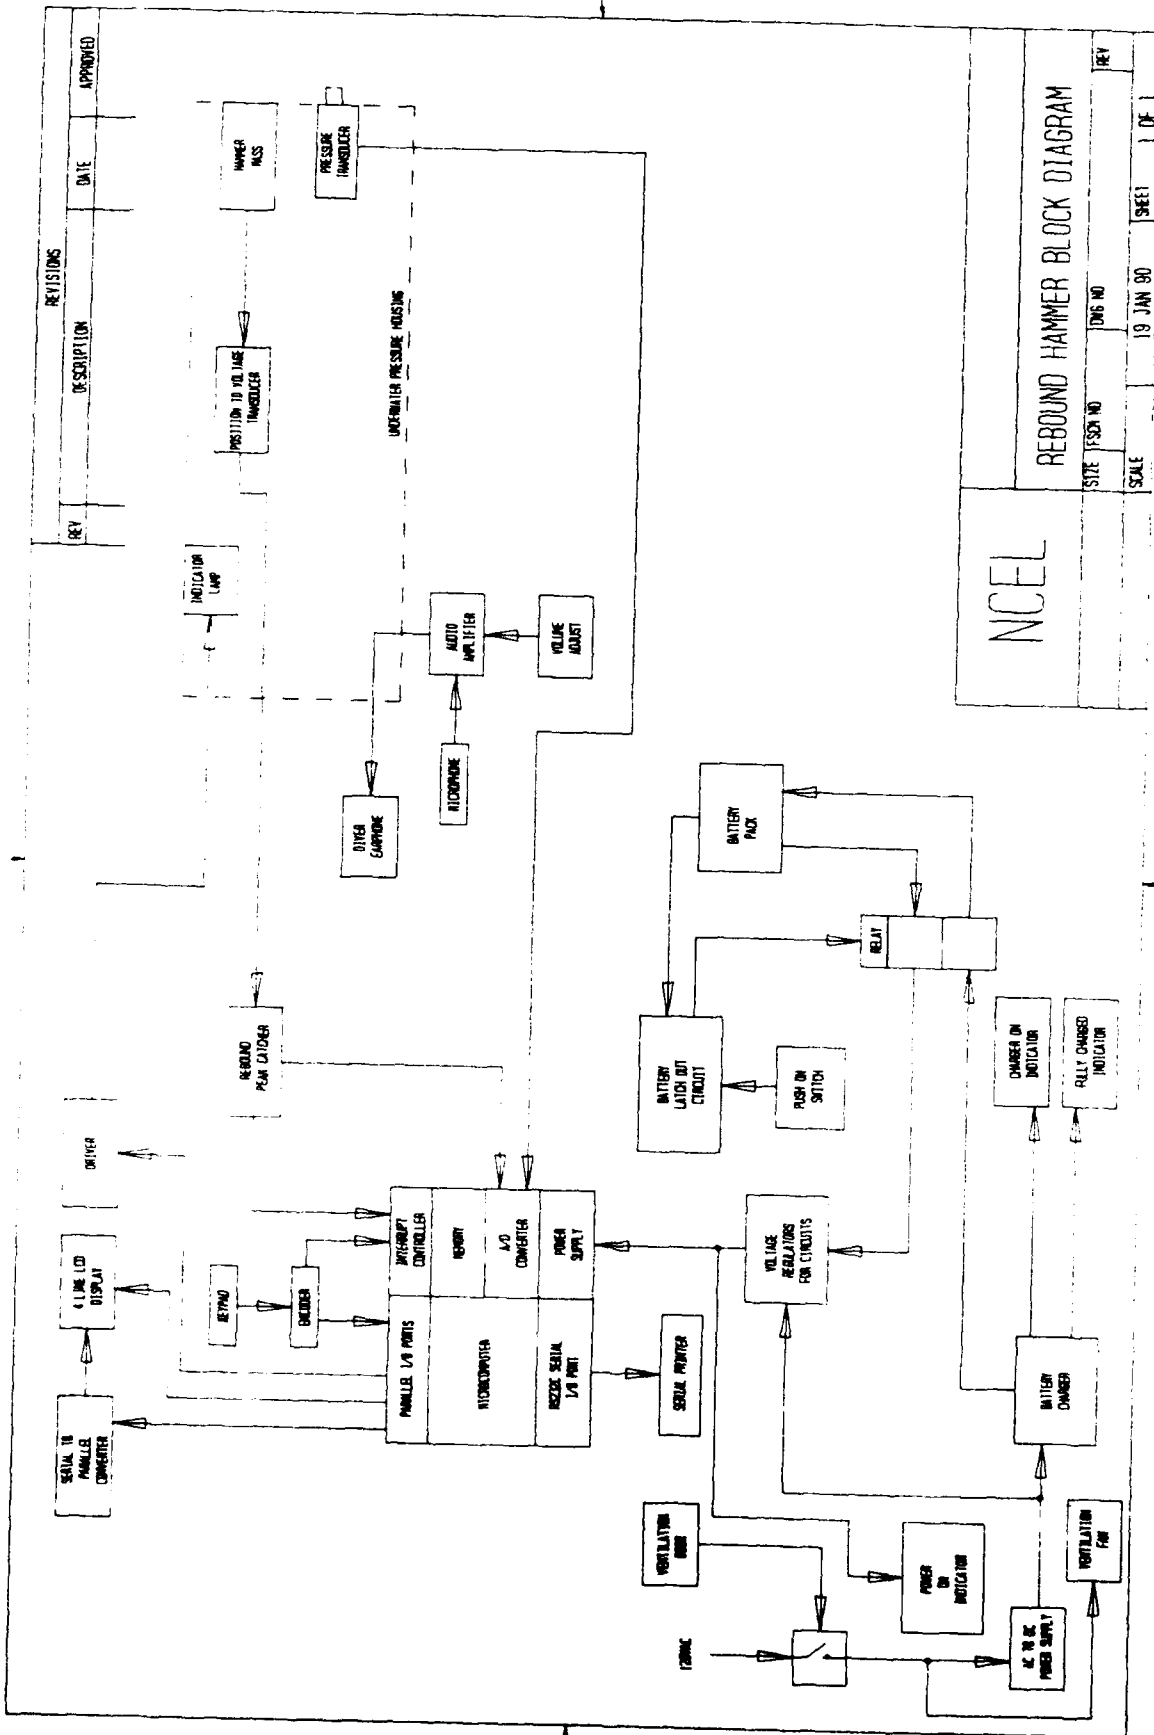 REVISIONS
REV
DESCRIPTION
DATE
APPROVED
SERIAL TO
PARALLEL
CONVERTER
4 LINE LCD
DISPLAY
DRIVER
INDICATOR
LAMP
HAMMER
MASS
POSITION TO VOLTAGE
TRANSDUCER
PRESSURE
TRANSDUCER
UNDERWATER PRESSURE HOUSING
REBOUND
PEAK CATCHER
KEYPAD
ENCODER
DIVER
EARPHONE
MICROPHONE
AUDIO
AMPLIFIER
VOLUME
ADJUST
PARALLEL I/O PORTS
INTERRUPT
CONTROLLER
MICROCOMPUTER
MEMORY
A/D
CONVERTER
RS232C SERIAL
I/O PORT
POWER
SUPPLY
SERIAL PRINTER
VENTILATION
DOOR
120VAC
VOLTAGE
REGULATORS
FOR CIRCUITS
BATTERY
LATCH OUT
CIRCUIT
PUSH ON
SWITCH
BATTERY
PACK
RELAY
POWER
ON
INDICATOR
AC TO DC
POWER SUPPLY
VENTILATION
FAN
BATTERY
CHARGER
CHARGER ON
INDICATOR
FULLY CHARGED
INDICATOR
NCEL
REBOUND HAMMER BLOCK DIAGRAM
SIZE
FSCM NO
DWG NO
REV
SCALE
19 JAN 90
SHEET
1 OF 1